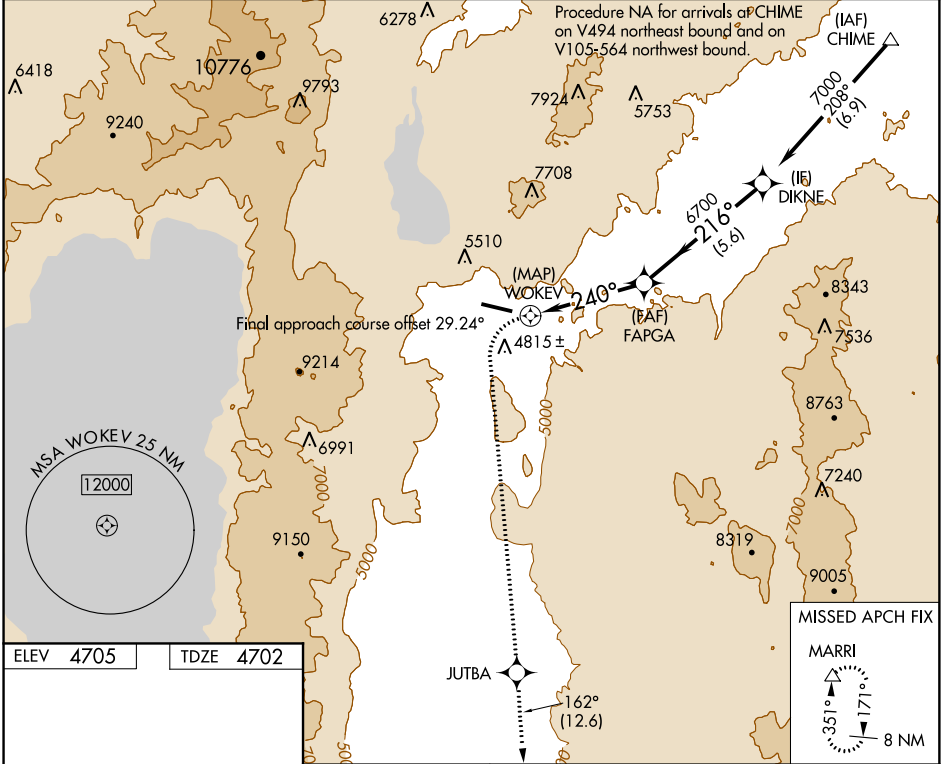 6278
Procedure NA for arrivals at CHIME
on V494 northeast bound and on
V105-564 northwest bound.
(IAF)
CHIME
6418
10776
9793
7924
5753
7000
208°
(6.9)
9240
7708
(IF)
DIKNE
6700
216°
(5.6)
5510
(MAP)
WOKEV
240°
(FAF)
FAPGA
8343
Final approach course offset 29.24°
4815 ±
7536
9214
8763
5000
6991
MSA WOKEV 25 NM
12000
7000
7240
7000
9150
5000
8319
9005
MISSED APCH FIX
MARRI
351°
171°
8 NM
ELEV 4705
TDZE 4702
JUTBA
162°
(12.6)